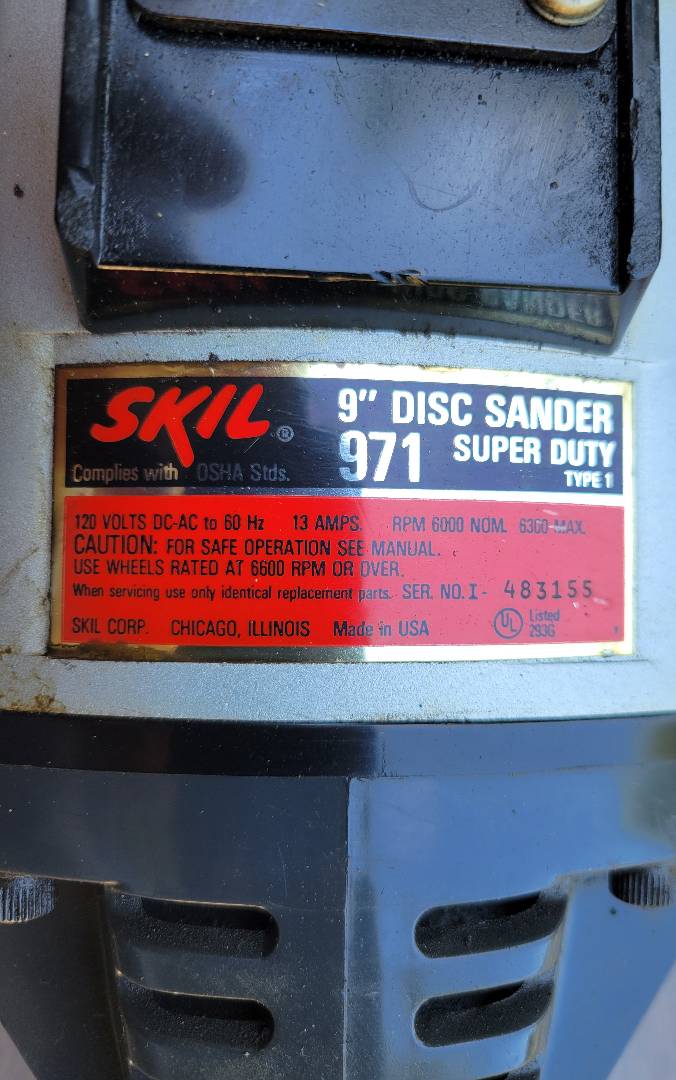 SKIL®
9" DISC SANDER
971 SUPER DUTY
TYPE 1
Complies with OSHA Stds.
120 VOLTS DC-AC to 60 Hz 13 AMPS. RPM 6000 NOM. 6300 MAX.
CAUTION: FOR SAFE OPERATION SEE MANUAL.
USE WHEELS RATED AT 6600 RPM OR OVER.
When servicing use only identical replacement parts. SER. NO. I- 483155
SKIL CORP. CHICAGO, ILLINOIS Made in USA UL Listed
293G